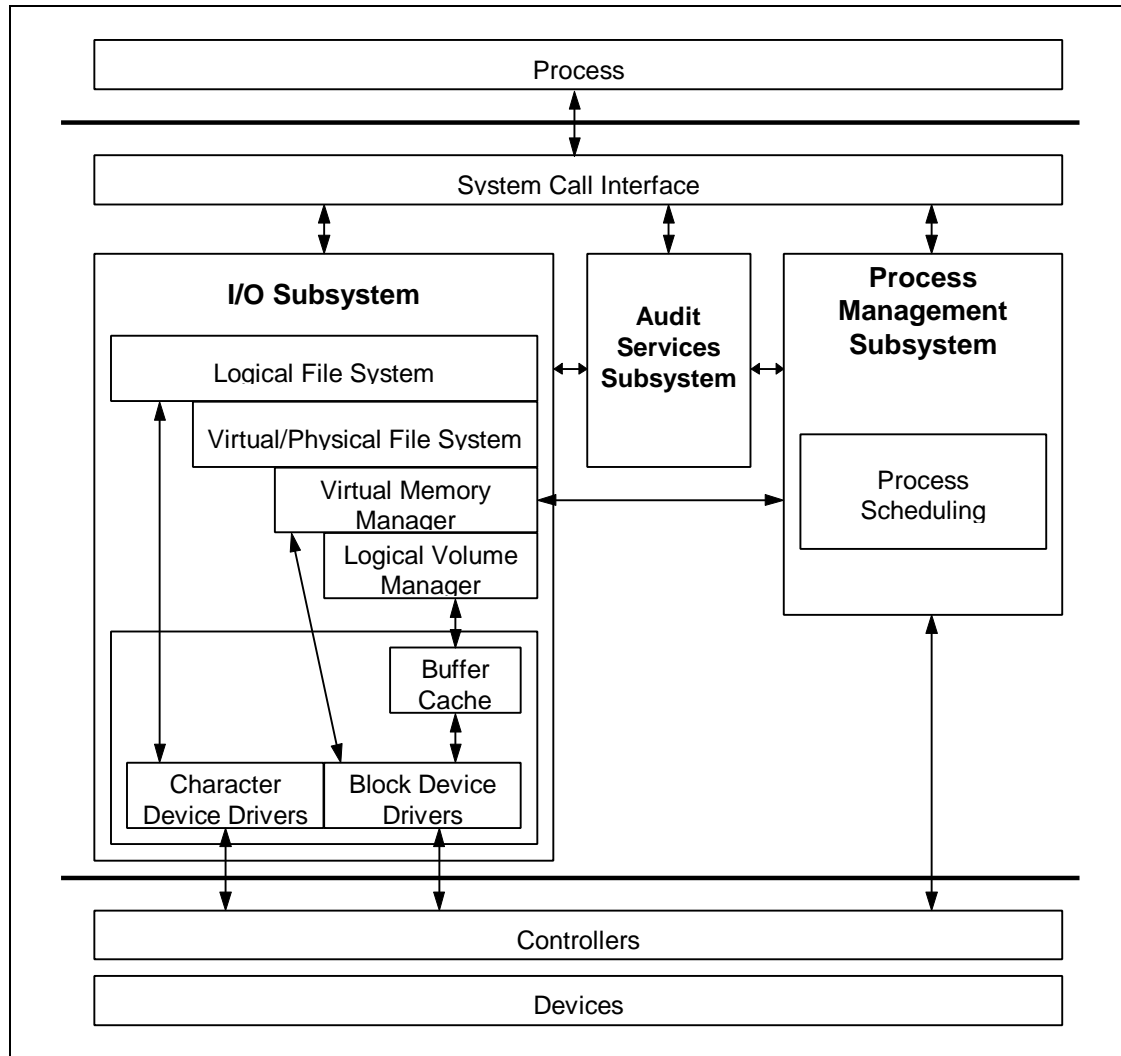 Process
System Call Interface
I/O Subsystem
Logical File System
Virtual/Physical File System
Virtual Memory
Manager
Logical Volume
Manager
Buffer
Cache
Character
Device Drivers
Block Device
Drivers
Audit
Services
Subsystem
Process
Management
Subsystem
Process
Scheduling
Controllers
Devices